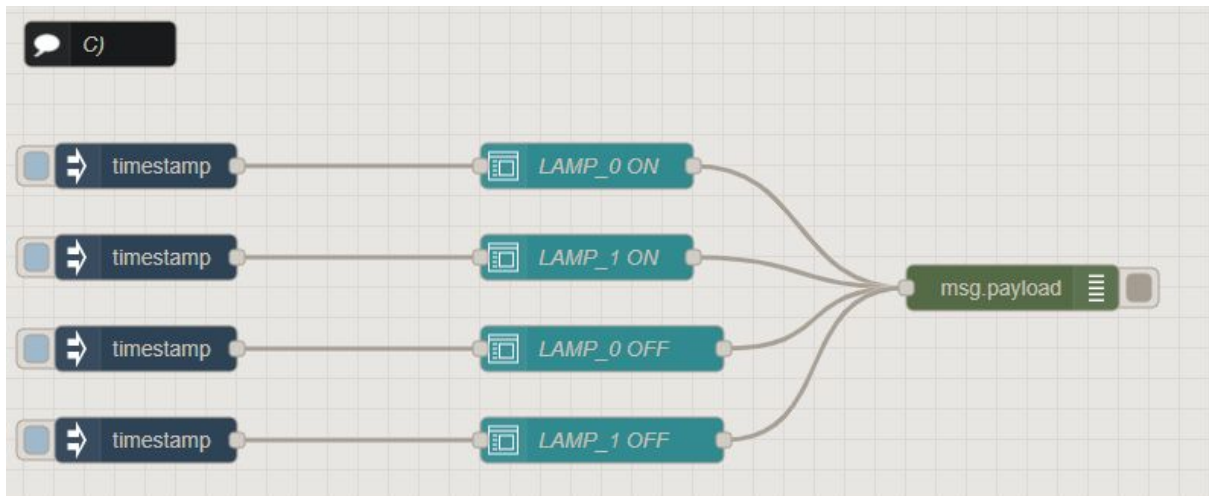 C)
timestamp
LAMP_0 ON
timestamp
LAMP_1 ON
msg.payload
timestamp
LAMP_0 OFF
timestamp
LAMP_1 OFF